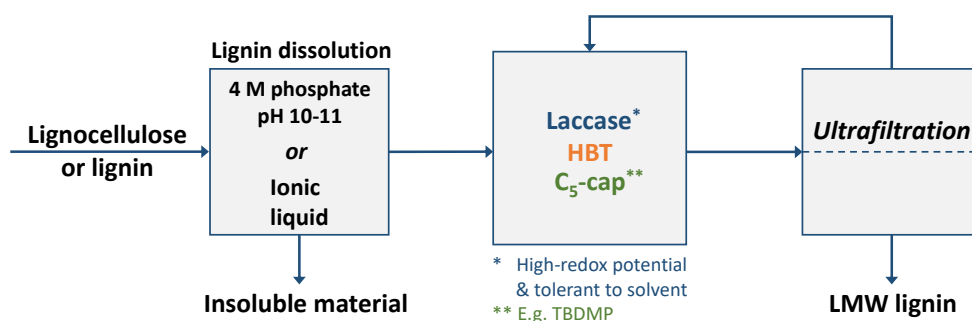 Lignin dissolution
4 M phosphate
pH 10-11
or
Ionic
liquid
Lignocellulose
or lignin
Insoluble material
Laccase*
HBT
C₅-cap**
* High-redox potential
& tolerant to solvent
** E.g. TBDMP
Ultrafiltration
LMW lignin